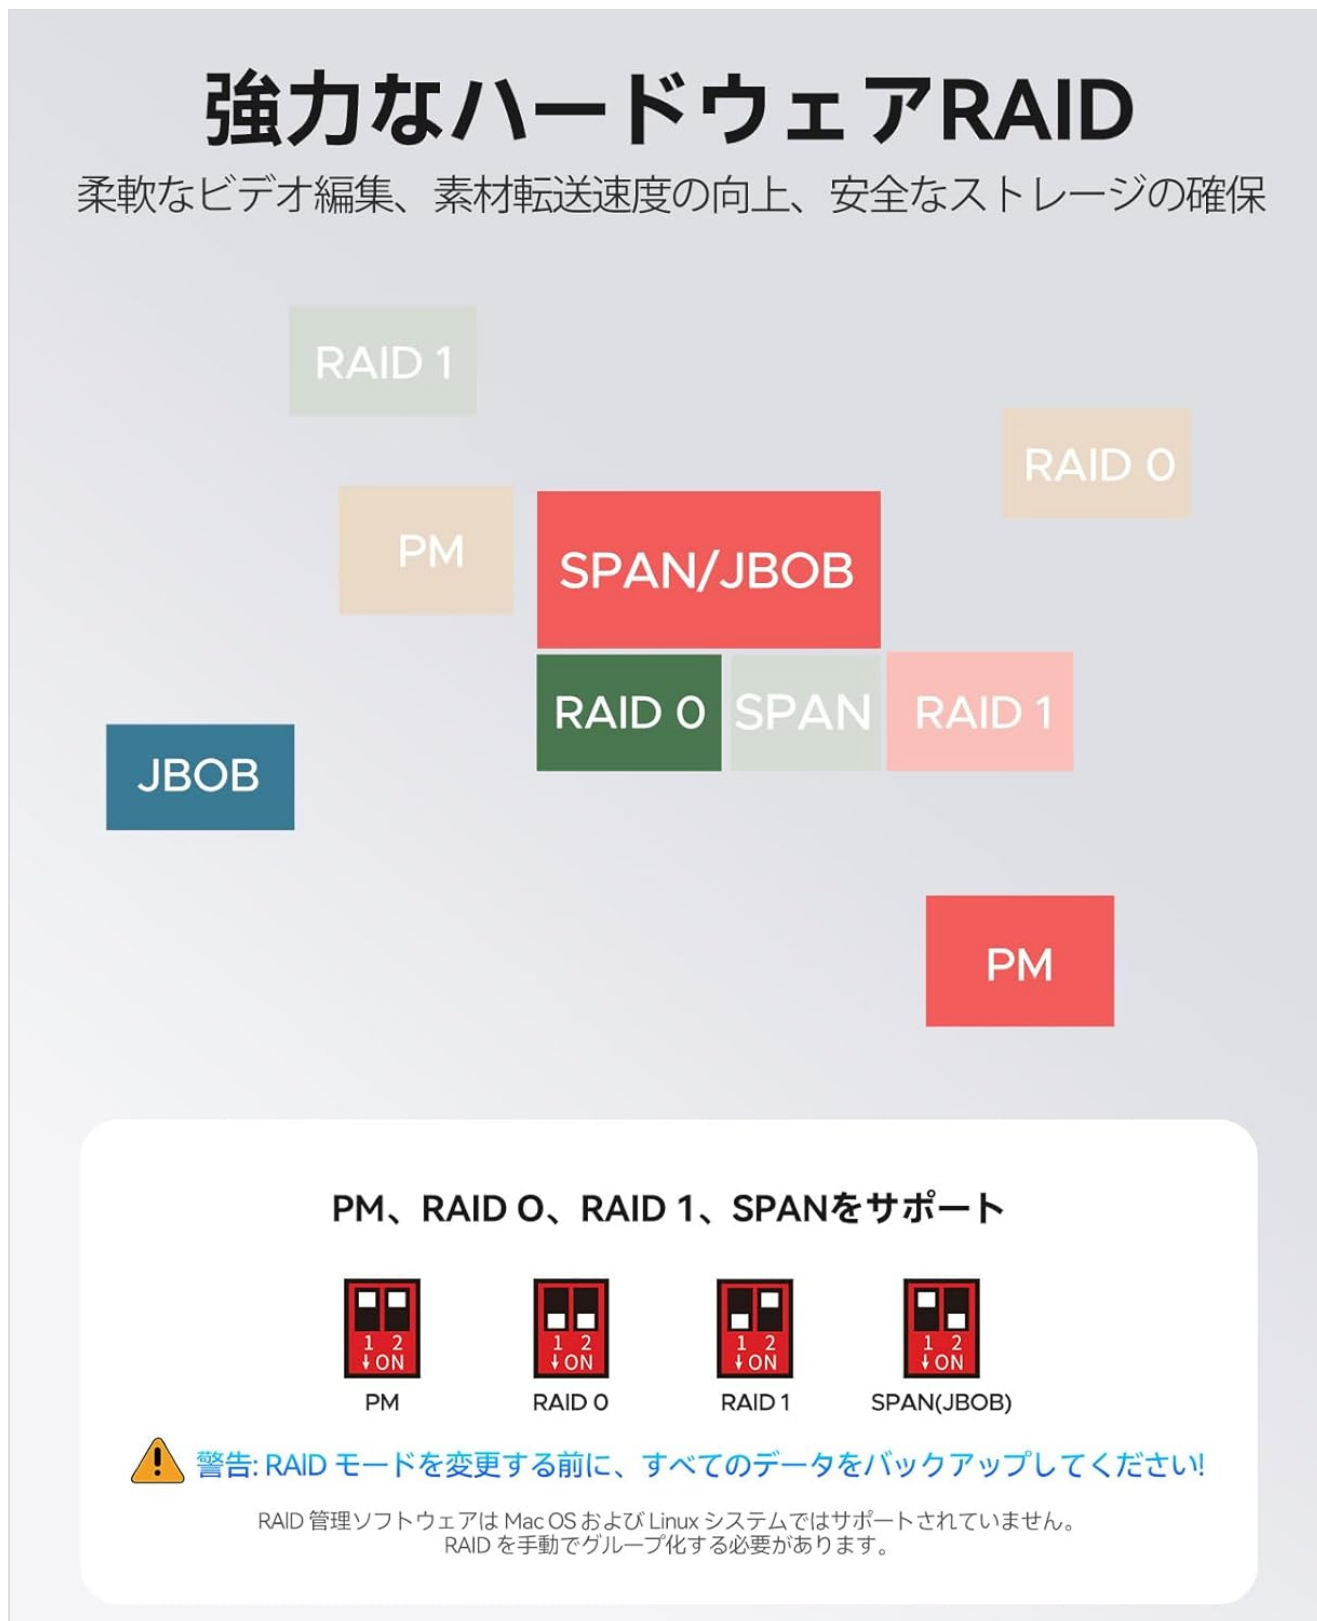 強力なハードウェアRAID
柔軟なビデオ編集、素材転送速度の向上、安全なストレージの確保
RAID 1
RAID 0
PM
SPAN/JBOB
RAID 0
SPAN
RAID 1
JBOB
PM
PM、RAID O、RAID 1、SPANをサポート
1 2
↓ON
PM
1 2
↓ON
RAID 0
1 2
↓ON
RAID 1
1 2
↓ON
SPAN(JBOB)
警告: RAID モードを変更する前に、すべてのデータをバックアップしてください!
RAID 管理ソフトウェアは Mac OS および Linux システムではサポートされていません。
RAID を手動でグループ化する必要があります。